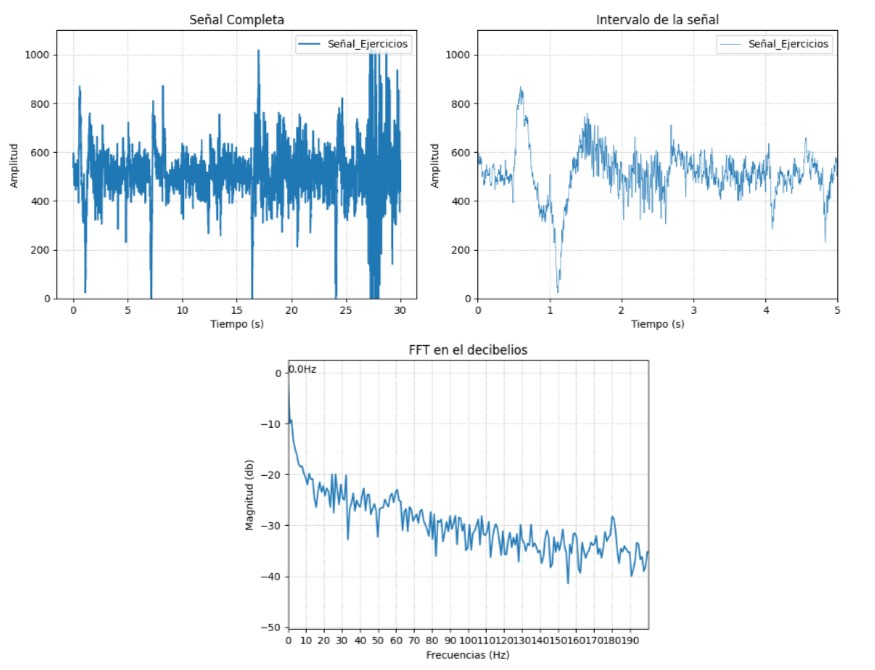 Señal Completa
Señal_Ejercicios
Amplitud
1000
800
600
400
200
0
0 5 10 15 20 25 30
Tiempo (s)
Intervalo de la señal
Señal_Ejercicios
Amplitud
1000
800
600
400
200
0
0 1 2 3 4 5
Tiempo (s)
FFT en el decibelios
0.0Hz
Magnitud (db)
0
−10
−20
−30
−40
−50
0 10 20 30 40 50 60 70 80 90 100110120130140150160170180190
Frecuencias (Hz)